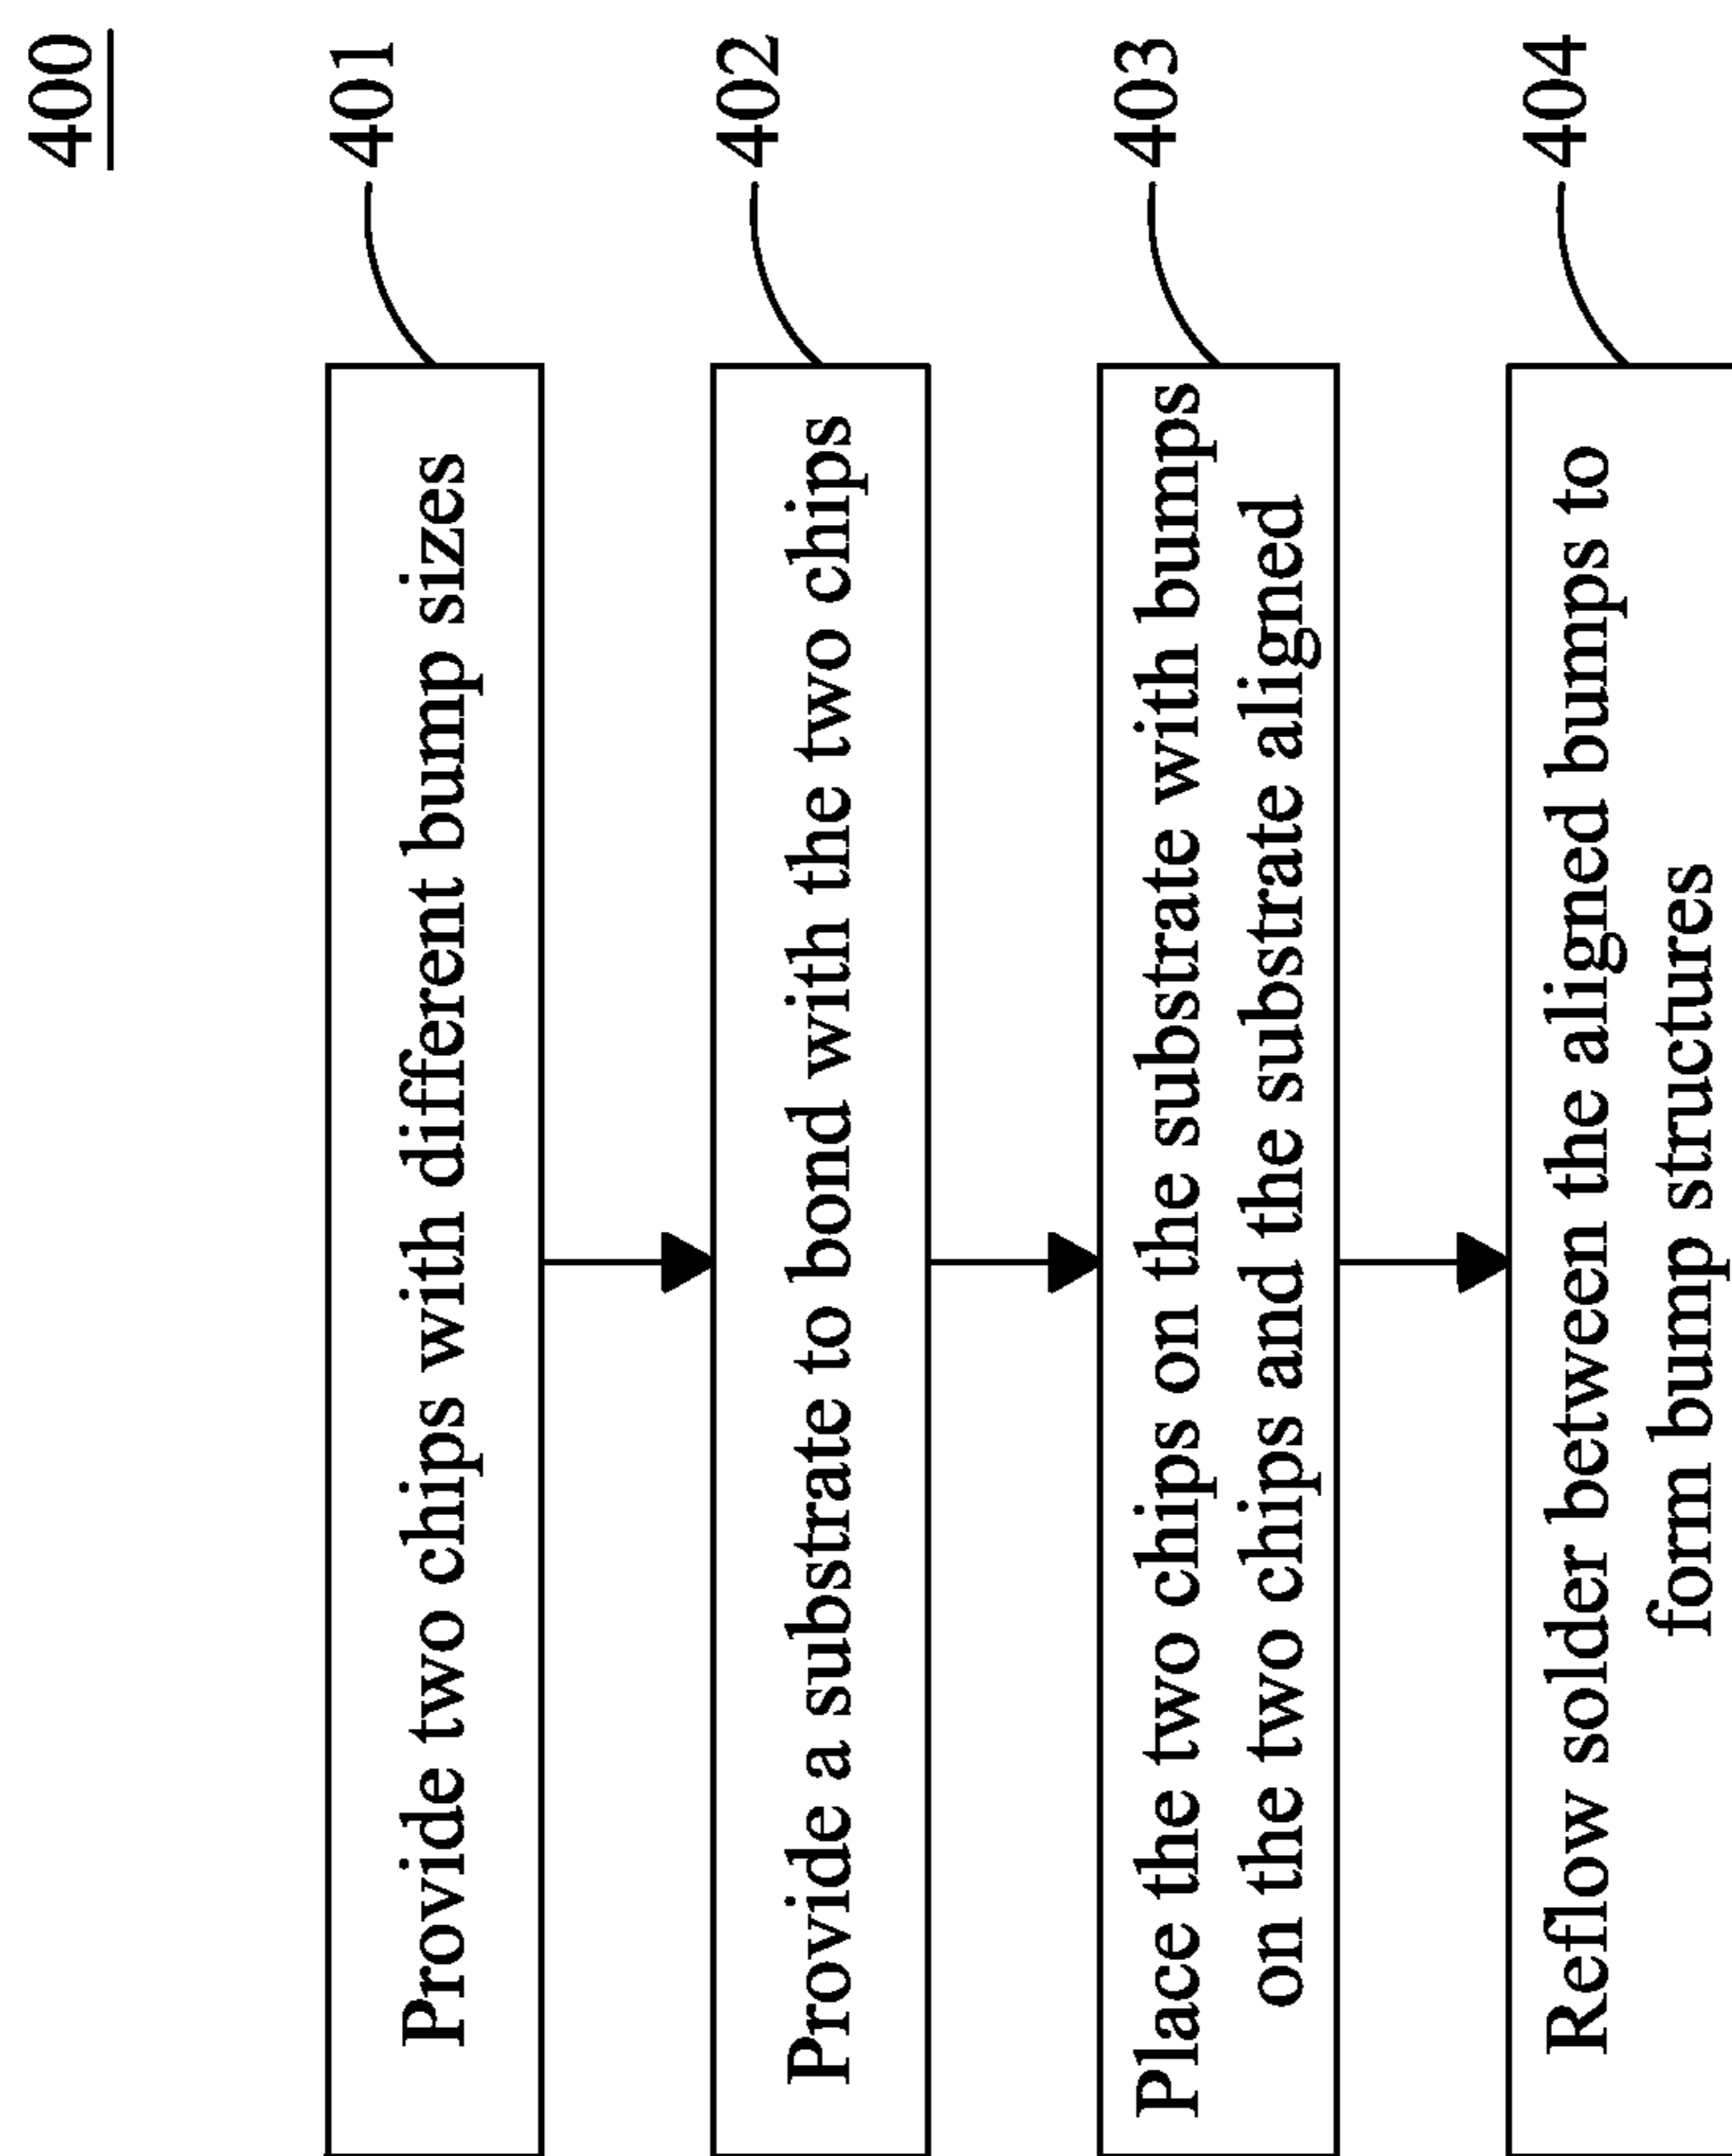 400
Provide two chips with different bump sizes
401
Provide a substrate to bond with the two chips
402
Place the two chips on the substrate with bumps
on the two chips and the substrate aligned
403
Reflow solder between the aligned bumps to
form bump structures
404